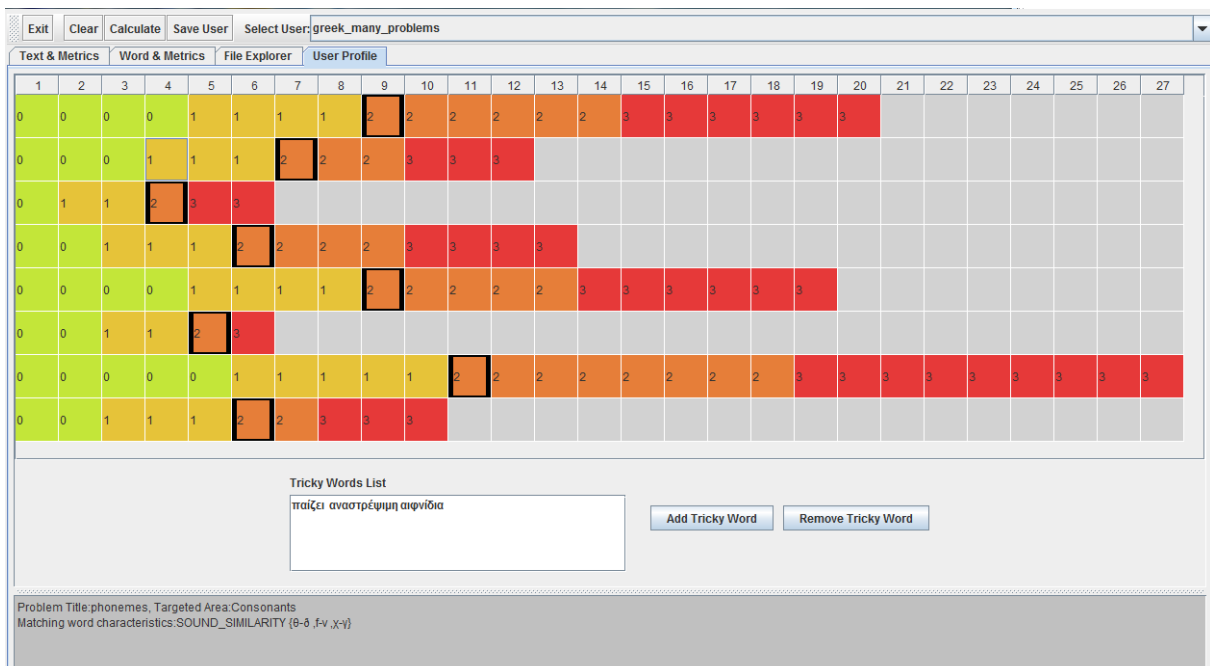 Exit Clear Calculate Save User Select User: greek_many_problems
Text & Metrics Word & Metrics File Explorer User Profile
1 2 3 4 5 6 7 8 9 10 11 12 13 14 15 16 17 18 19 20 21 22 23 24 25 26 27
0 0 0 0 1 1 1 1 2 2 2 2 2 2 3 3 3 3 3 3
0 0 0 1 1 1 2 2 2 3 3 3
0 1 1 2 3 3
0 0 1 1 1 2 2 2 2 3 3 3 3
0 0 0 0 1 1 1 1 2 2 2 2 2 3 3 3 3 3 3
0 0 1 1 2 3
0 0 0 0 0 1 1 1 1 1 2 2 2 2 2 2 2 2 3 3 3 3 3 3 3 3 3
0 0 1 1 1 2 2 3 3 3
Tricky Words List
παίζει αναστρέψιμη αιφνίδια
Add Tricky Word Remove Tricky Word
Problem Title:phonemes, Targeted Area:Consonants
Matching word characteristics:SOUND_SIMILARITY {θ-δ ,f-v ,χ-γ}